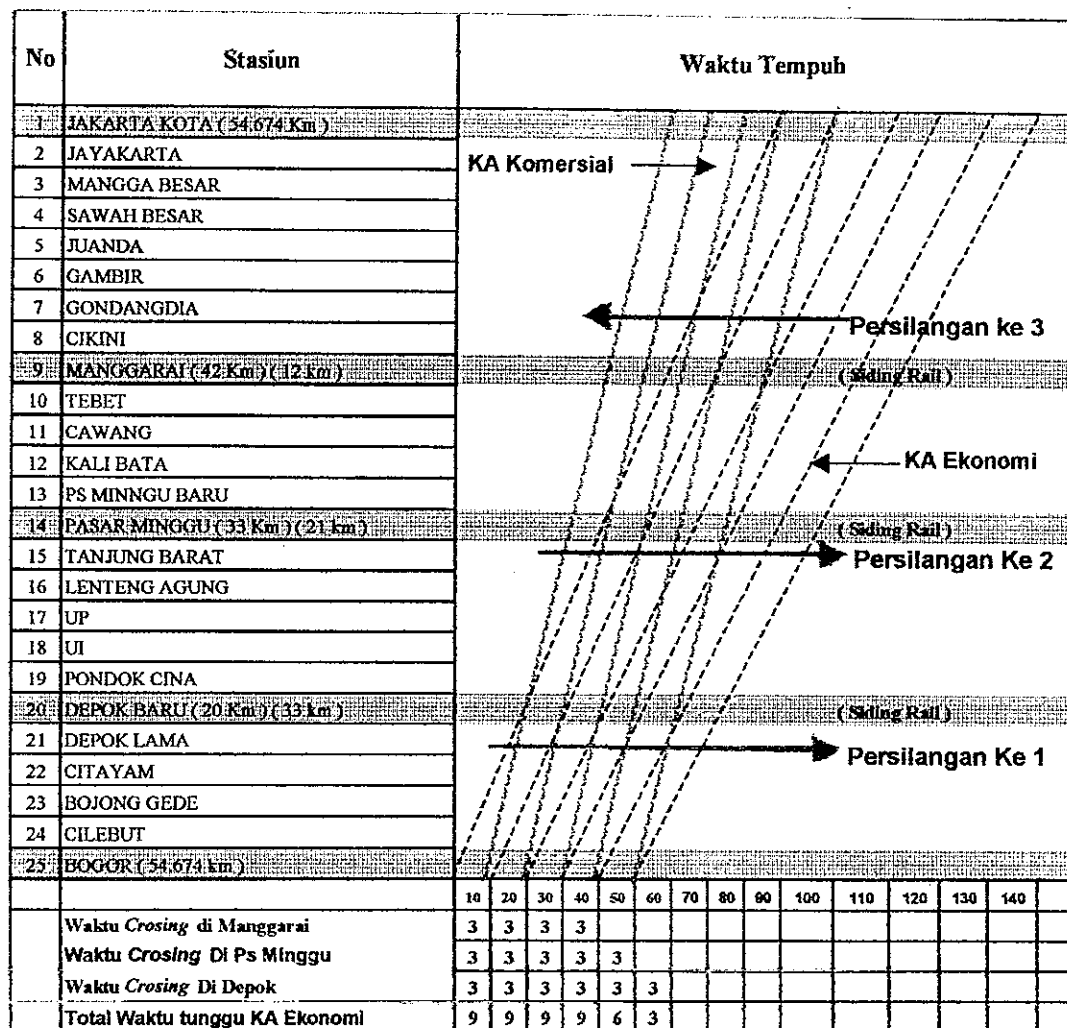 No Stasiun Waktu Tempuh
1 JAKARTA KOTA ( 54,674 Km )
2 JAYAKARTA
KA Komersial
3 MANGGA BESAR
4 SAWAH BESAR
5 JUANDA
6 GAMBIR
7 GONDANGDIA
Persilangan ke 3
8 CIKINI
9 MANGGARAI ( 42 Km ) ( 12 km ) ( Siding Rail )
10 TEBET
11 CAWANG
12 KALI BATA KA Ekonomi
13 PS MINNGU BARU
14 PASAR MINGGU ( 33 Km ) ( 21 km ) ( Siding Rail )
15 TANJUNG BARAT Persilangan Ke 2
16 LENTENG AGUNG
17 UP
18 UI
19 PONDOK CINA
20 DEPOK BARU ( 20 Km ) ( 33 km ) ( Siding Rail )
21 DEPOK LAMA Persilangan Ke 1
22 CITAYAM
23 BOJONG GEDE
24 CILEBUT
25 BOGOR ( 54,674 km )
10 20 30 40 50 60 70 80 90 100 110 120 130 140
Waktu Crosing di Manggarai 3 3 3 3
Waktu Crosing Di Ps Minggu 3 3 3 3 3
Waktu Crosing Di Depok 3 3 3 3 3 3
Total Waktu tunggu KA Ekonomi 9 9 9 9 6 3